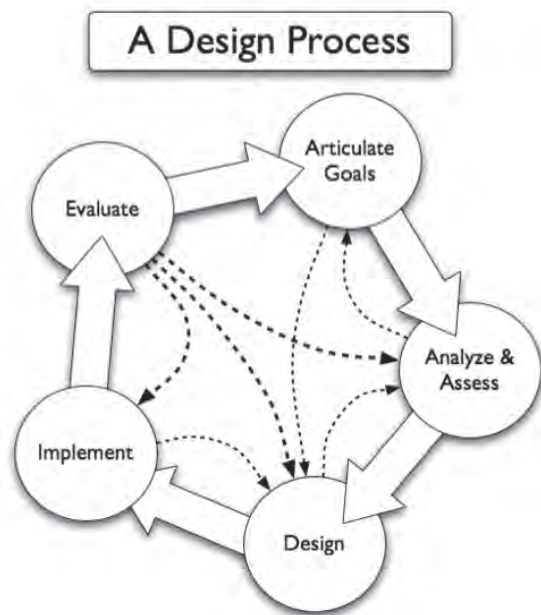 A Design Process
Articulate
Goals
Evaluate
Analyze &
Assess
Implement
Design